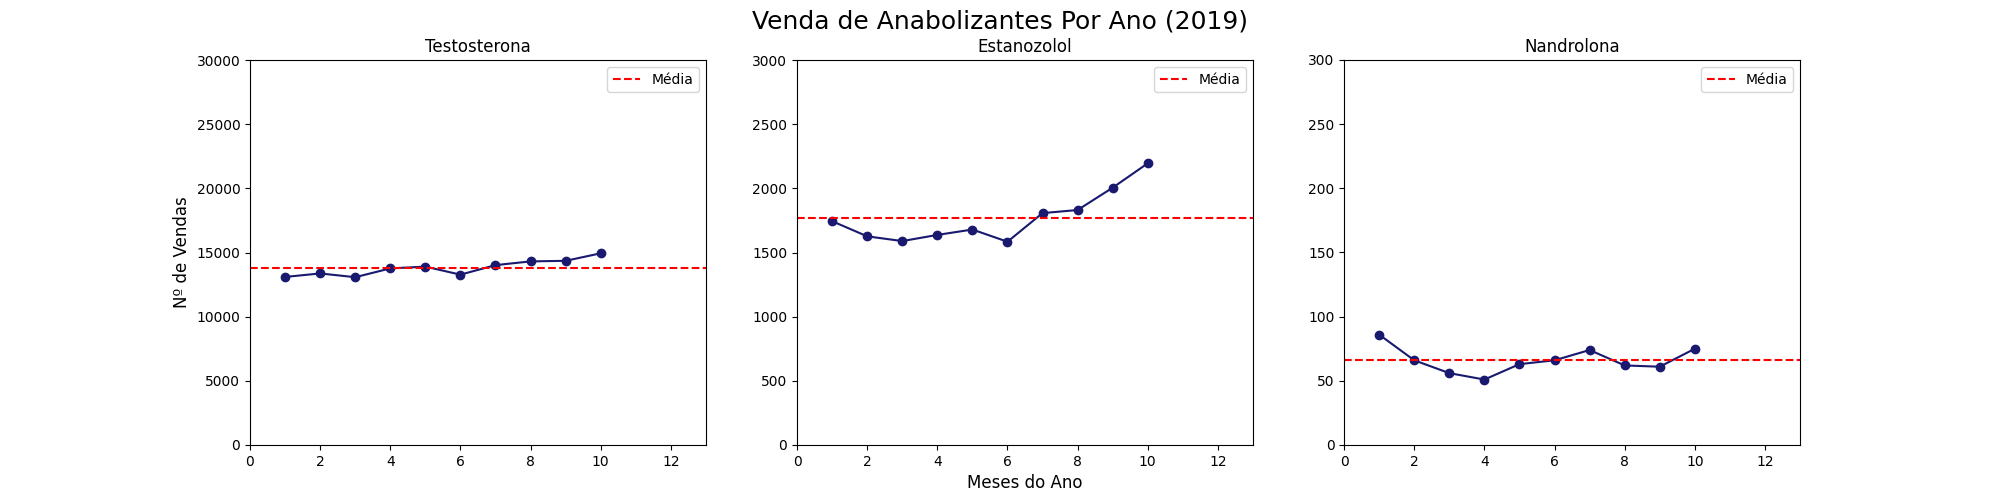 Venda de Anabolizantes Por Ano (2019)
Testosterona
Nº de Vendas
30000
25000
20000
15000
10000
5000
0
Média
0 2 4 6 8 10 12
Estanozolol
3000
2500
2000
1500
1000
500
0
Média
0 2 4 6 8 10 12
Meses do Ano
Nandrolona
300
250
200
150
100
50
0
Média
0 2 4 6 8 10 12